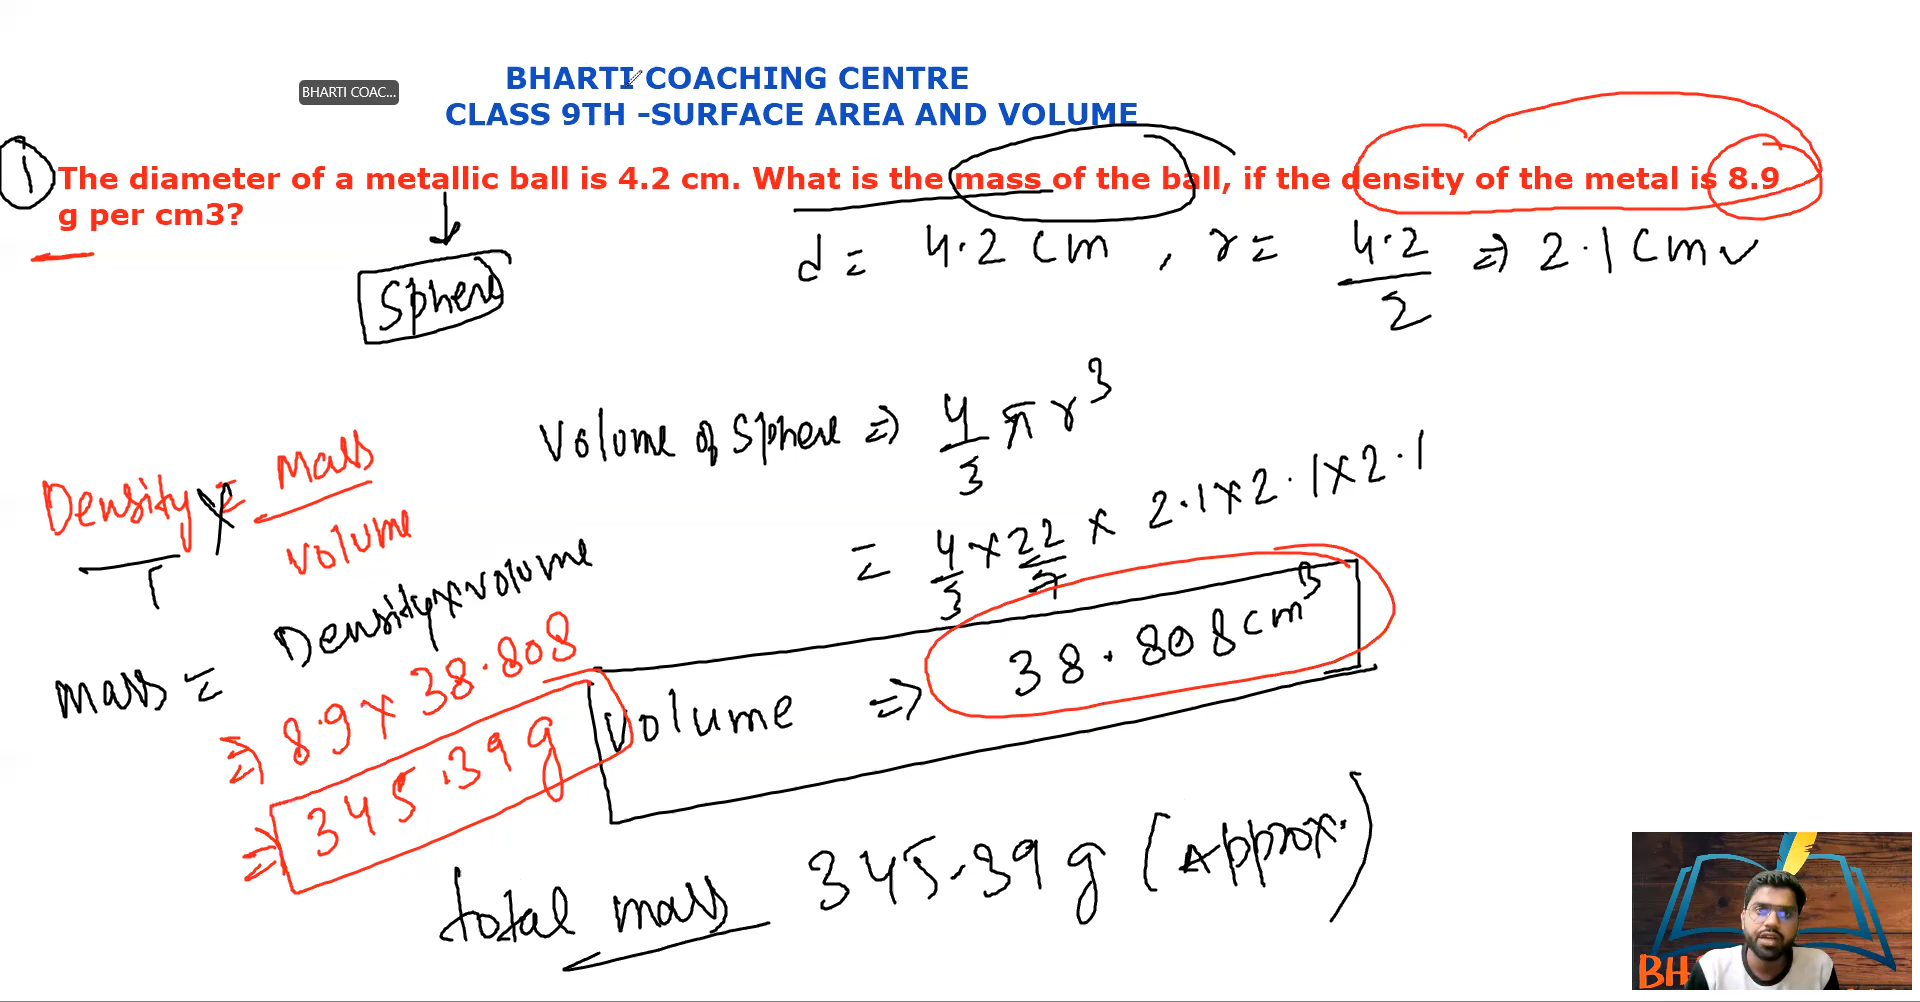 BHARTI COACHING CENTRE
BHARTI COAC...
CLASS 9TH -SURFACE AREA AND VOLUME
1
The diameter of a metallic ball is 4.2 cm. What is the mass of the ball, if the density of the metal is 8.9
g per cm3?
d = 4.2 cm , r = 4.2/2 ⇒ 2.1 cm ✓
Sphere
Volume of Sphere ⇒ 4/3 π r³
Density/1 = Mass/Volume
= 4/3 × 22/7 × 2.1 × 2.1 × 2.1
mass = Density × volume
⇒ 8.9 × 38.808
Volume ⇒ 38.808 cm³
⇒ 345.39 g
total mass 345.39 g (Approx.)
BH